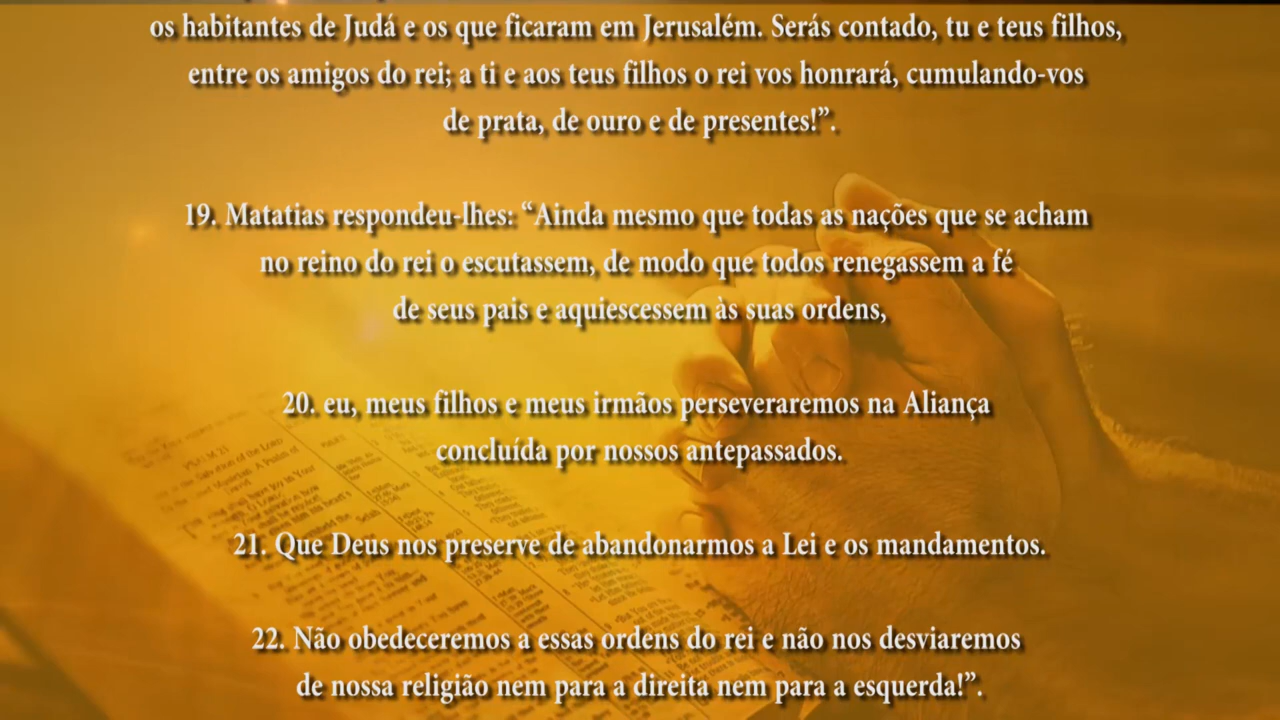 os habitantes de Judá e os que ficaram em Jerusalém. Serás contado, tu e teus filhos,
entre os amigos do rei; a ti e aos teus filhos o rei vos honrará, cumulando-vos
de prata, de ouro e de presentes!”.
19. Matatias respondeu-lhes: “Ainda mesmo que todas as nações que se acham
no reino do rei o escutassem, de modo que todos renegassem a fé
de seus pais e aquiescessem às suas ordens,
20. eu, meus filhos e meus irmãos perseveraremos na Aliança
concluída por nossos antepassados.
21. Que Deus nos preserve de abandonarmos a Lei e os mandamentos.
22. Não obedeceremos a essas ordens do rei e não nos desviaremos
de nossa religião nem para a direita nem para a esquerda!”.